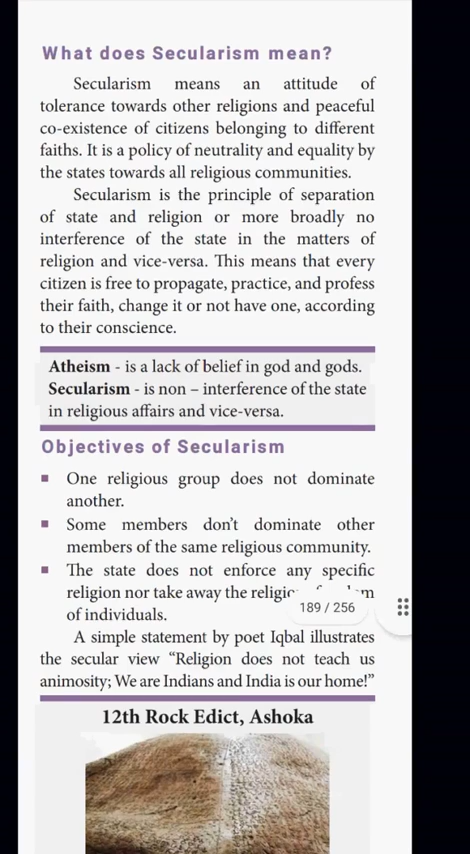 What does Secularism mean?
Secularism means an attitude of
tolerance towards other religions and peaceful
co-existence of citizens belonging to different
faiths. It is a policy of neutrality and equality by
the states towards all religious communities.
Secularism is the principle of separation
of state and religion or more broadly no
interference of the state in the matters of
religion and vice-versa. This means that every
citizen is free to propagate, practice, and profess
their faith, change it or not have one, according
to their conscience.
Atheism - is a lack of belief in god and gods.
Secularism - is non – interference of the state
in religious affairs and vice-versa.
Objectives of Secularism
■ One religious group does not dominate
another.
■ Some members don't dominate other
members of the same religious community.
■ The state does not enforce any specific
religion nor take away the
of individuals.
189 / 256
A simple statement by poet Iqbal illustrates
the secular view “Religion does not teach us
animosity; We are Indians and India is our home!”
12th Rock Edict, Ashoka